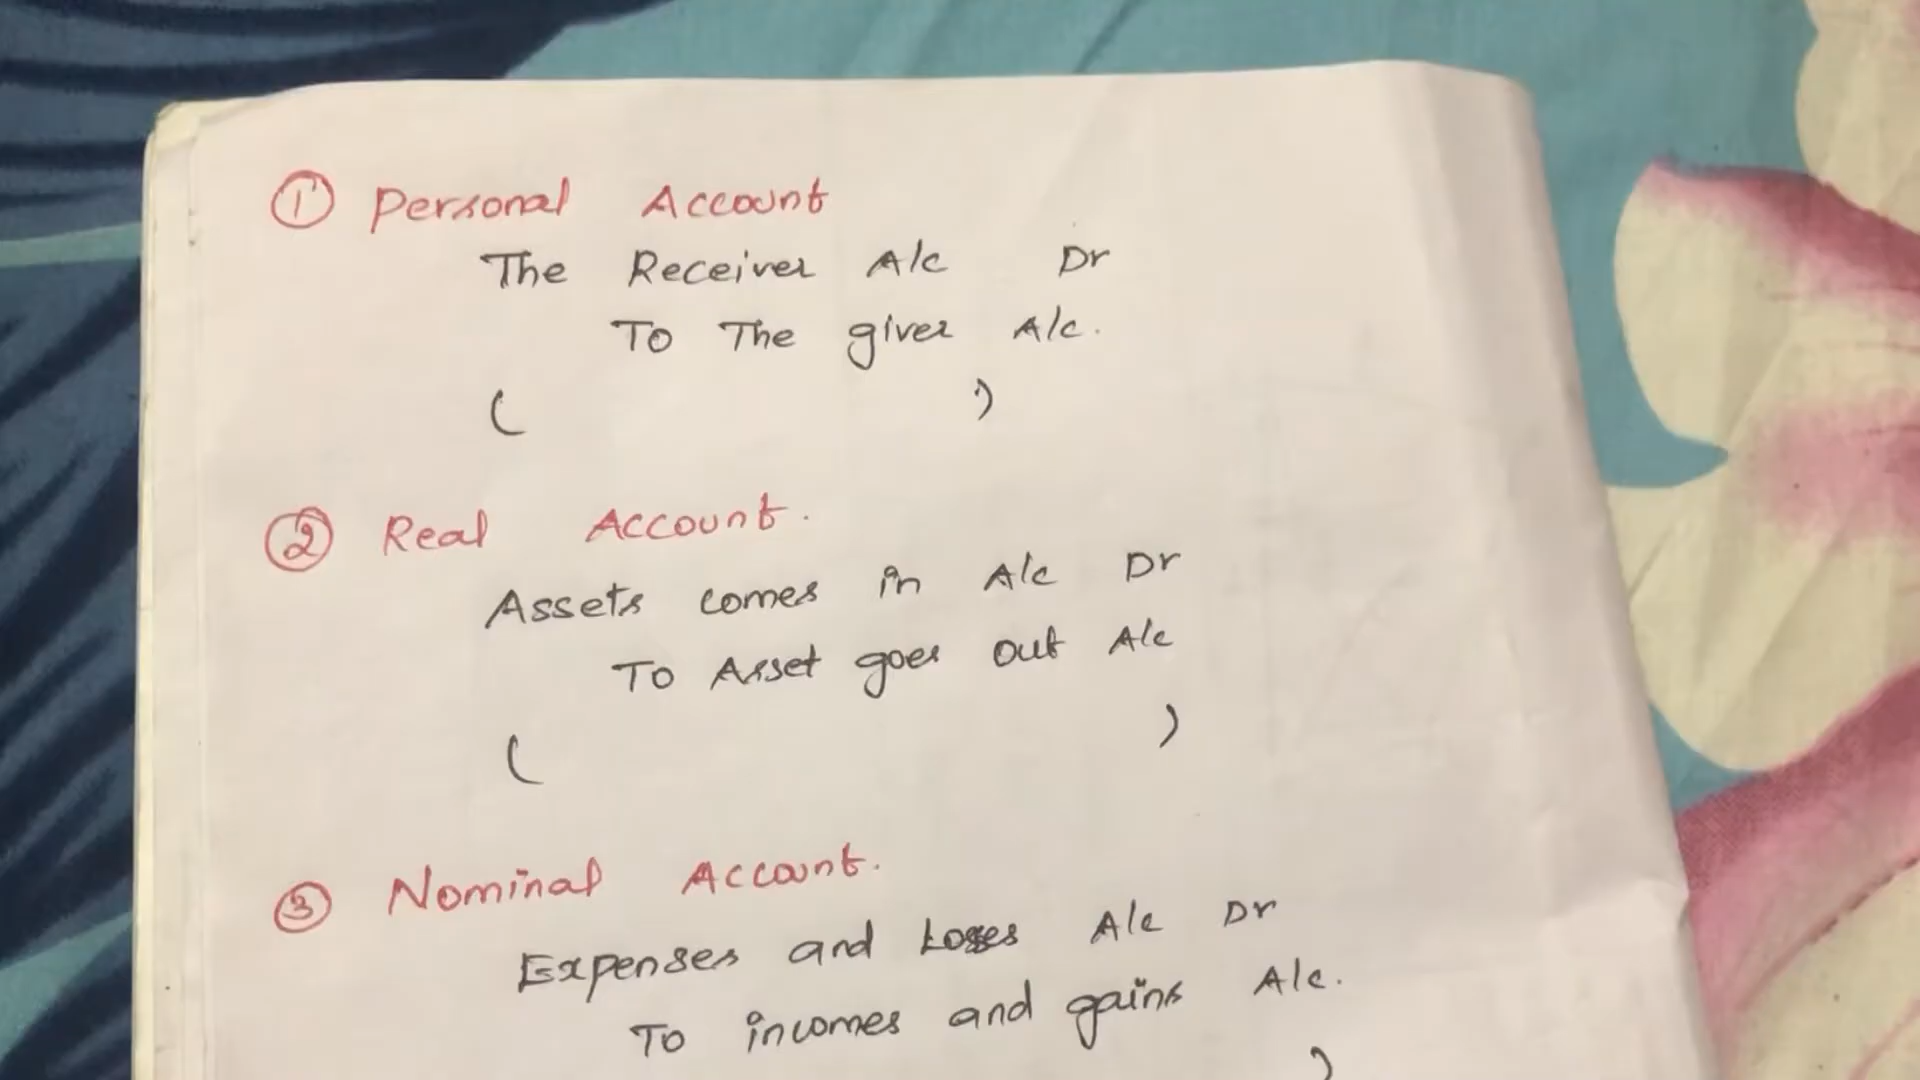 ① Personal Account
The Receiver A/c Dr
To The giver A/c.
( )
② Real Account.
Assets comes in A/c Dr
To Asset goes out A/c
( )
③ Nominal Account.
Expenses and Loses A/c Dr
To incomes and gains A/c.
)